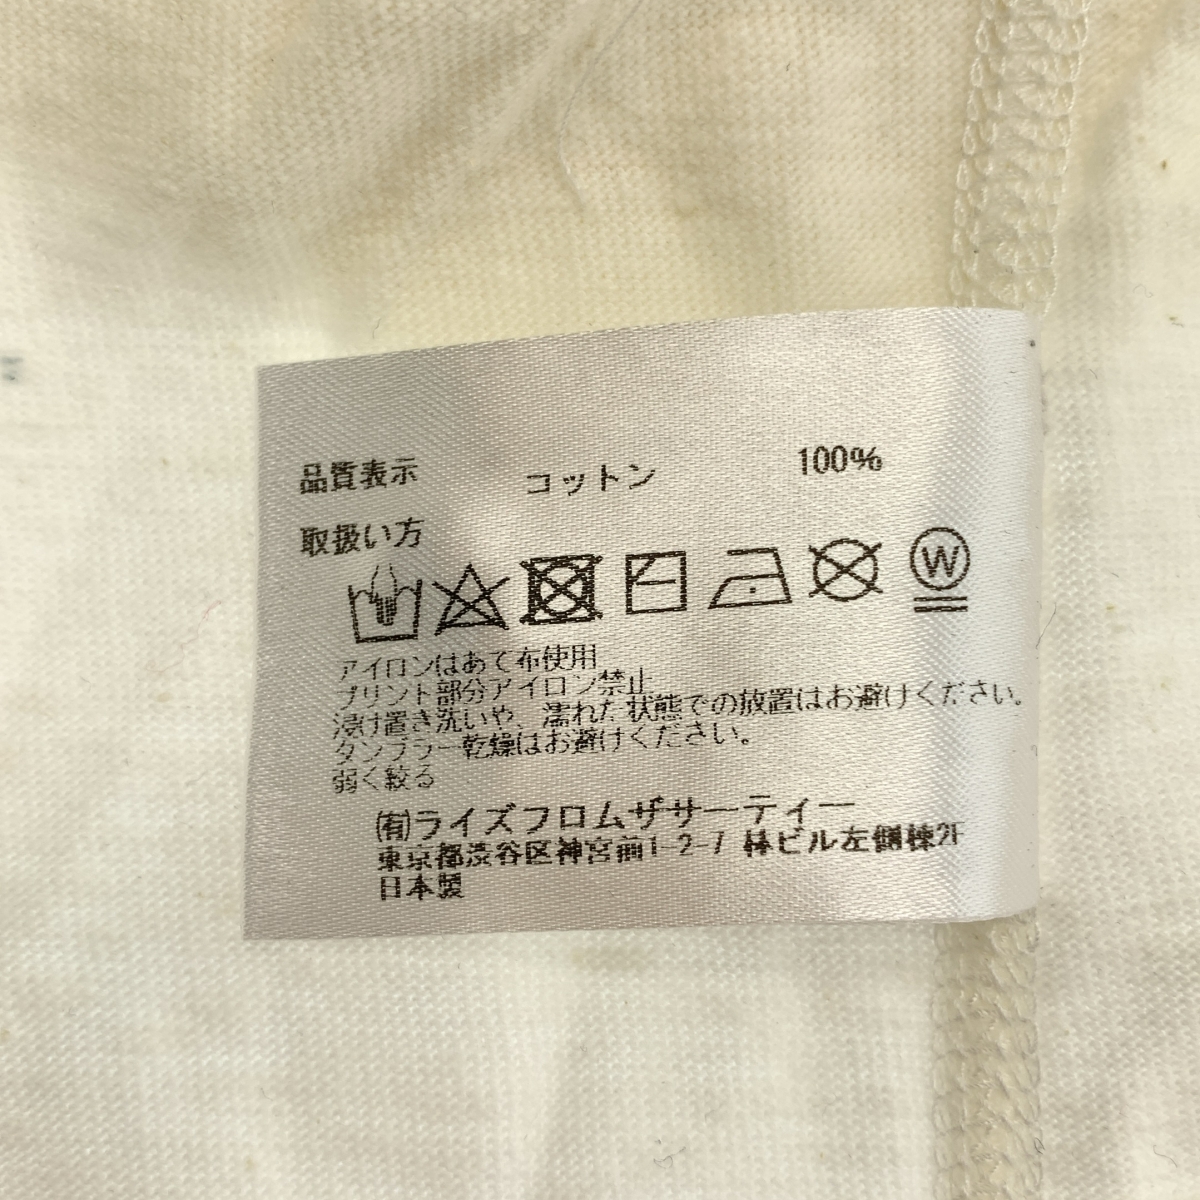 品質表示 コットン 100%
取扱い方
W
アイロンはあて布使用
プリント部分アイロン禁止
浸け置き洗いや、濡れた状態での放置はお避けください。
タンブラー乾燥はお避けください。
弱く絞る
(有)ライズフロムザサーティー
東京都渋谷区神宮前1-2-7 林ビル左側棟2F
日本製